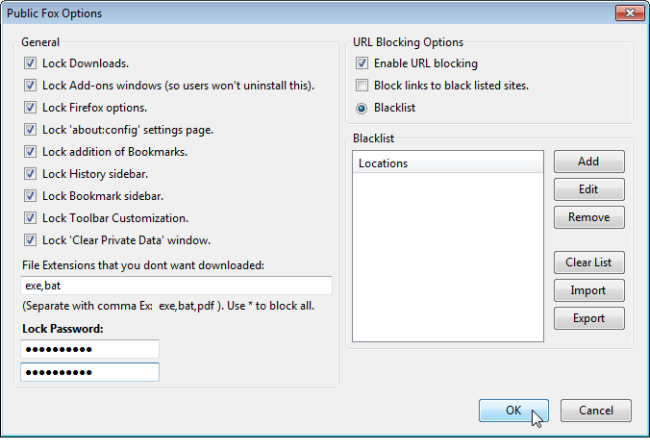 Public Fox Options
General
Lock Downloads.
Lock Add-ons windows (so users won't uninstall this).
Lock Firefox options.
Lock 'about:config' settings page.
Lock addition of Bookmarks.
Lock History sidebar.
Lock Bookmark sidebar.
Lock Toolbar Customization.
Lock 'Clear Private Data' window.
File Extensions that you dont want downloaded:
exe,bat
(Separate with comma Ex:  exe,bat,pdf ). Use * to block all.
Lock Password:
●●●●●●●●●●
●●●●●●●●●●
URL Blocking Options
Enable URL blocking
Block links to black listed sites.
Blacklist
Blacklist
Locations
Add
Edit
Remove
Clear List
Import
Export
OK
Cancel